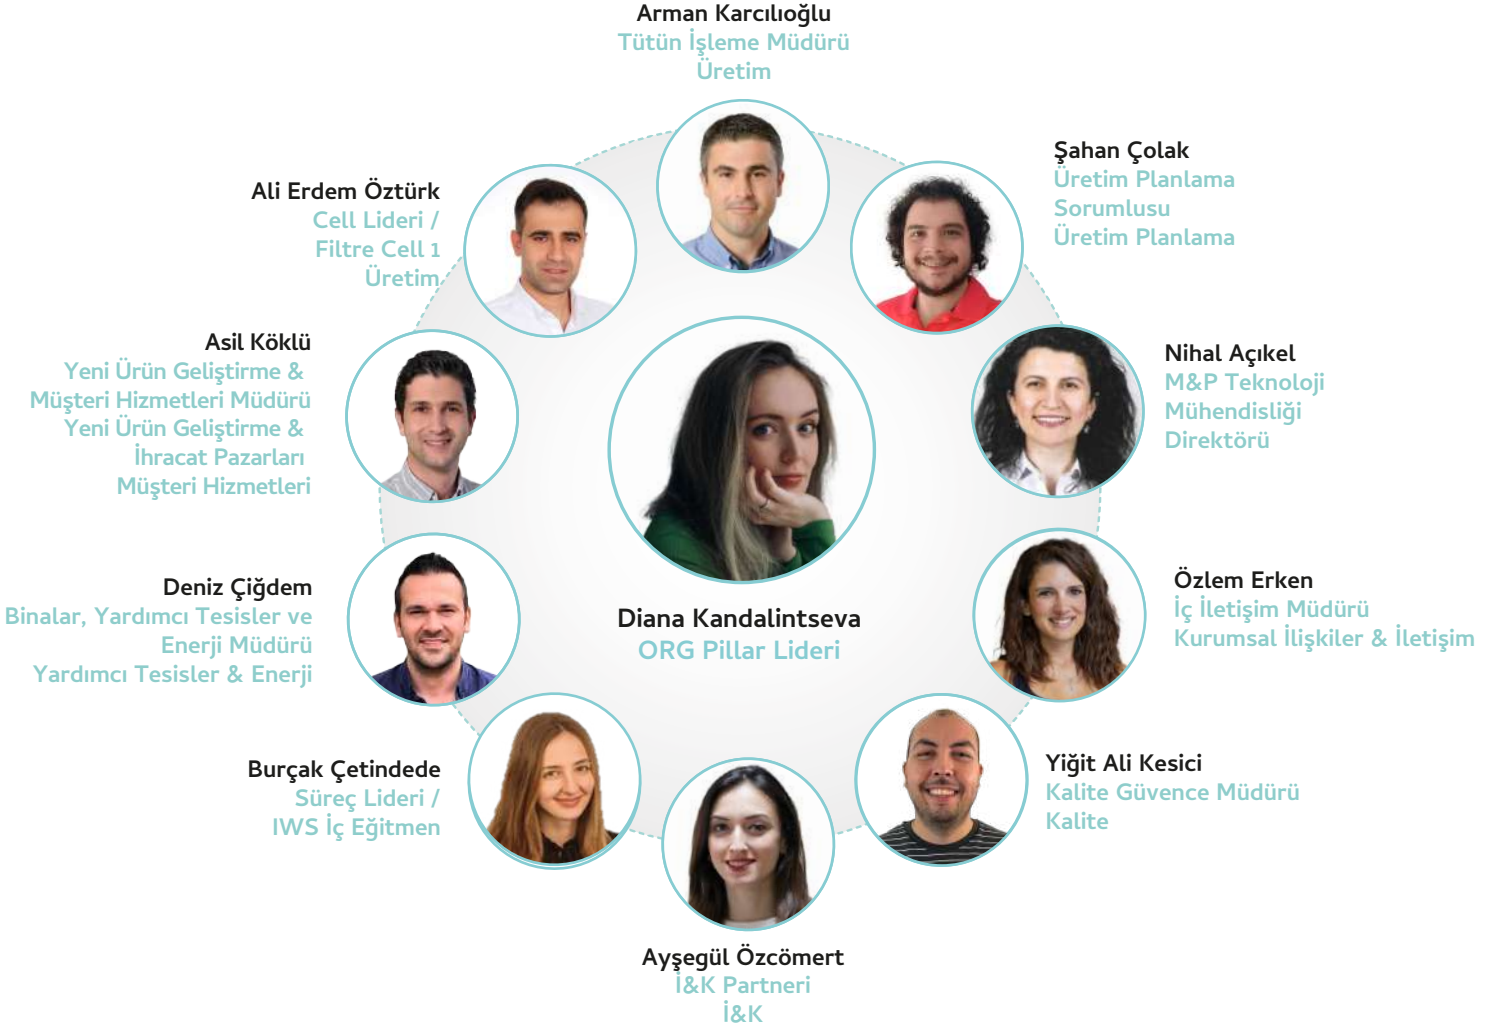 Arman Karcılıoğlu
Tütün İşleme Müdürü
Üretim
Şahan Çolak
Üretim Planlama
Sorumlusu
Üretim Planlama
Ali Erdem Öztürk
Cell Lideri /
Filtre Cell 1
Üretim
Asil Köklü
Yeni Ürün Geliştirme &
Müşteri Hizmetleri Müdürü
Yeni Ürün Geliştirme &
İhracat Pazarları
Müşteri Hizmetleri
Nihal Açıkel
M&P Teknoloji
Mühendisliği
Direktörü
Deniz Çiğdem
Binalar, Yardımcı Tesisler ve
Enerji Müdürü
Yardımcı Tesisler & Enerji
Diana Kandalintseva
ORG Pillar Lideri
Özlem Erken
İç İletişim Müdürü
Kurumsal İlişkiler & İletişim
Burçak Çetindede
Süreç Lideri /
IWS İç Eğitmen
Yiğit Ali Kesici
Kalite Güvence Müdürü
Kalite
Ayşegül Özcömert
İ&K Partneri
İ&K